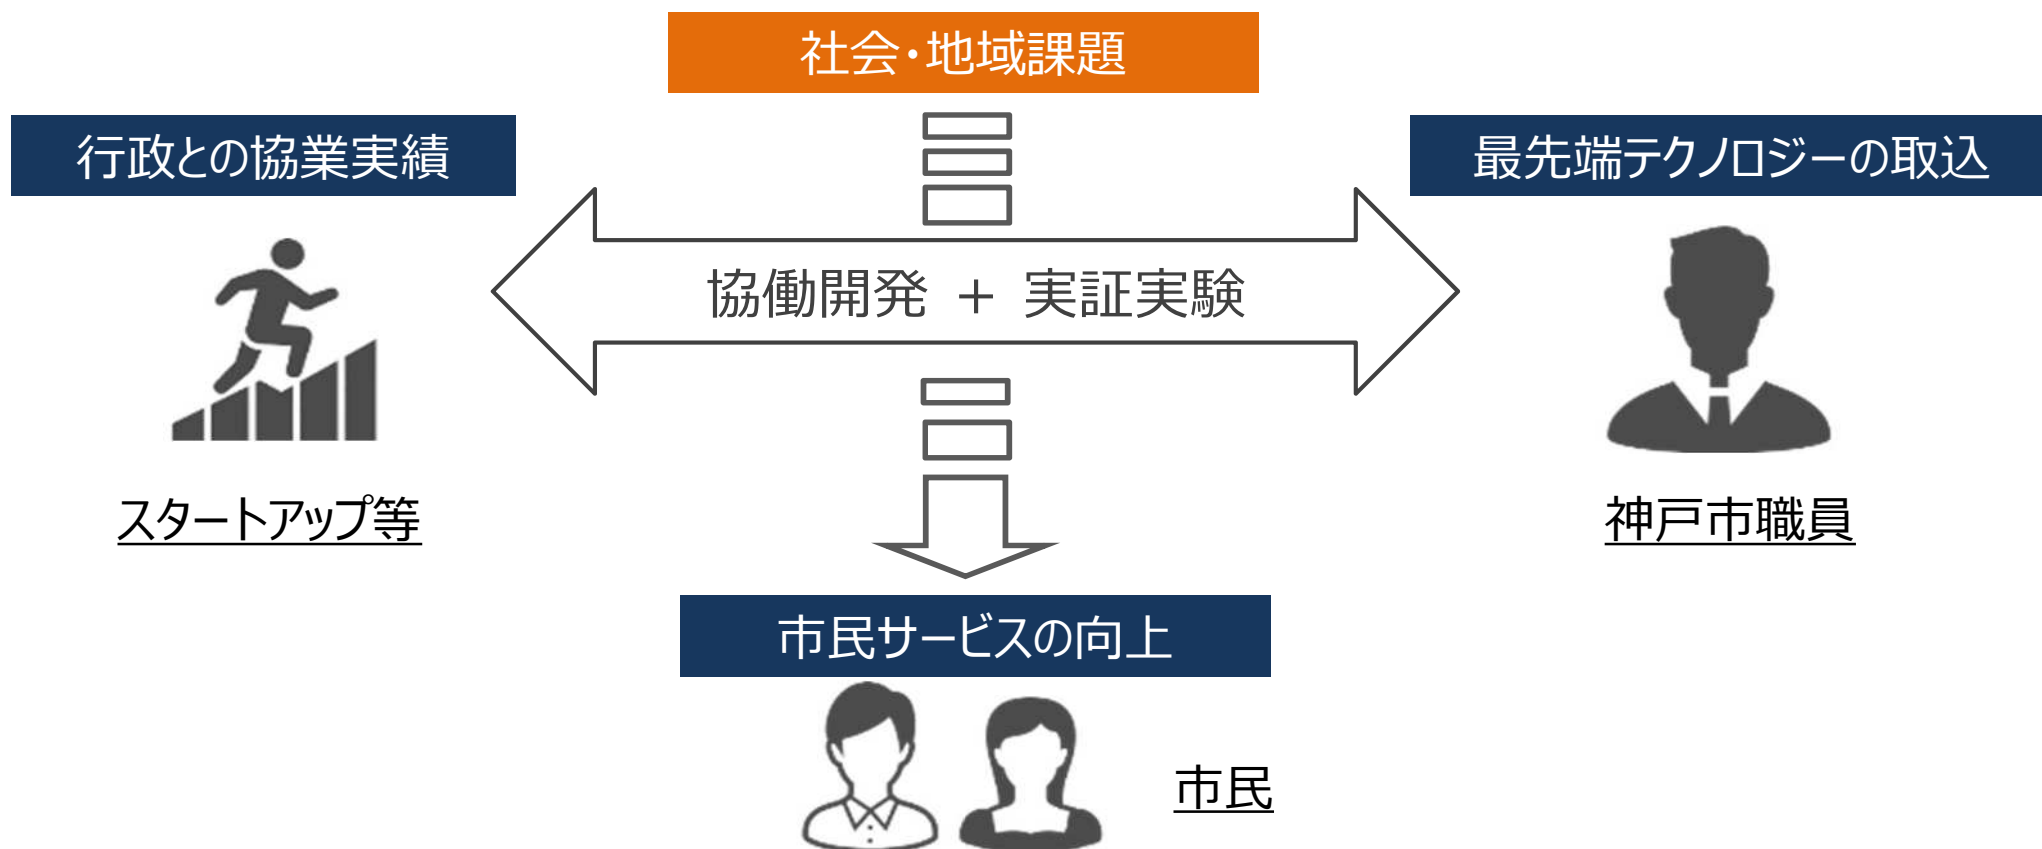 社会・地域課題
行政との協業実績
最先端テクノロジーの取込
協働開発 + 実証実験
スタートアップ等
神戸市職員
市民サービスの向上
市民